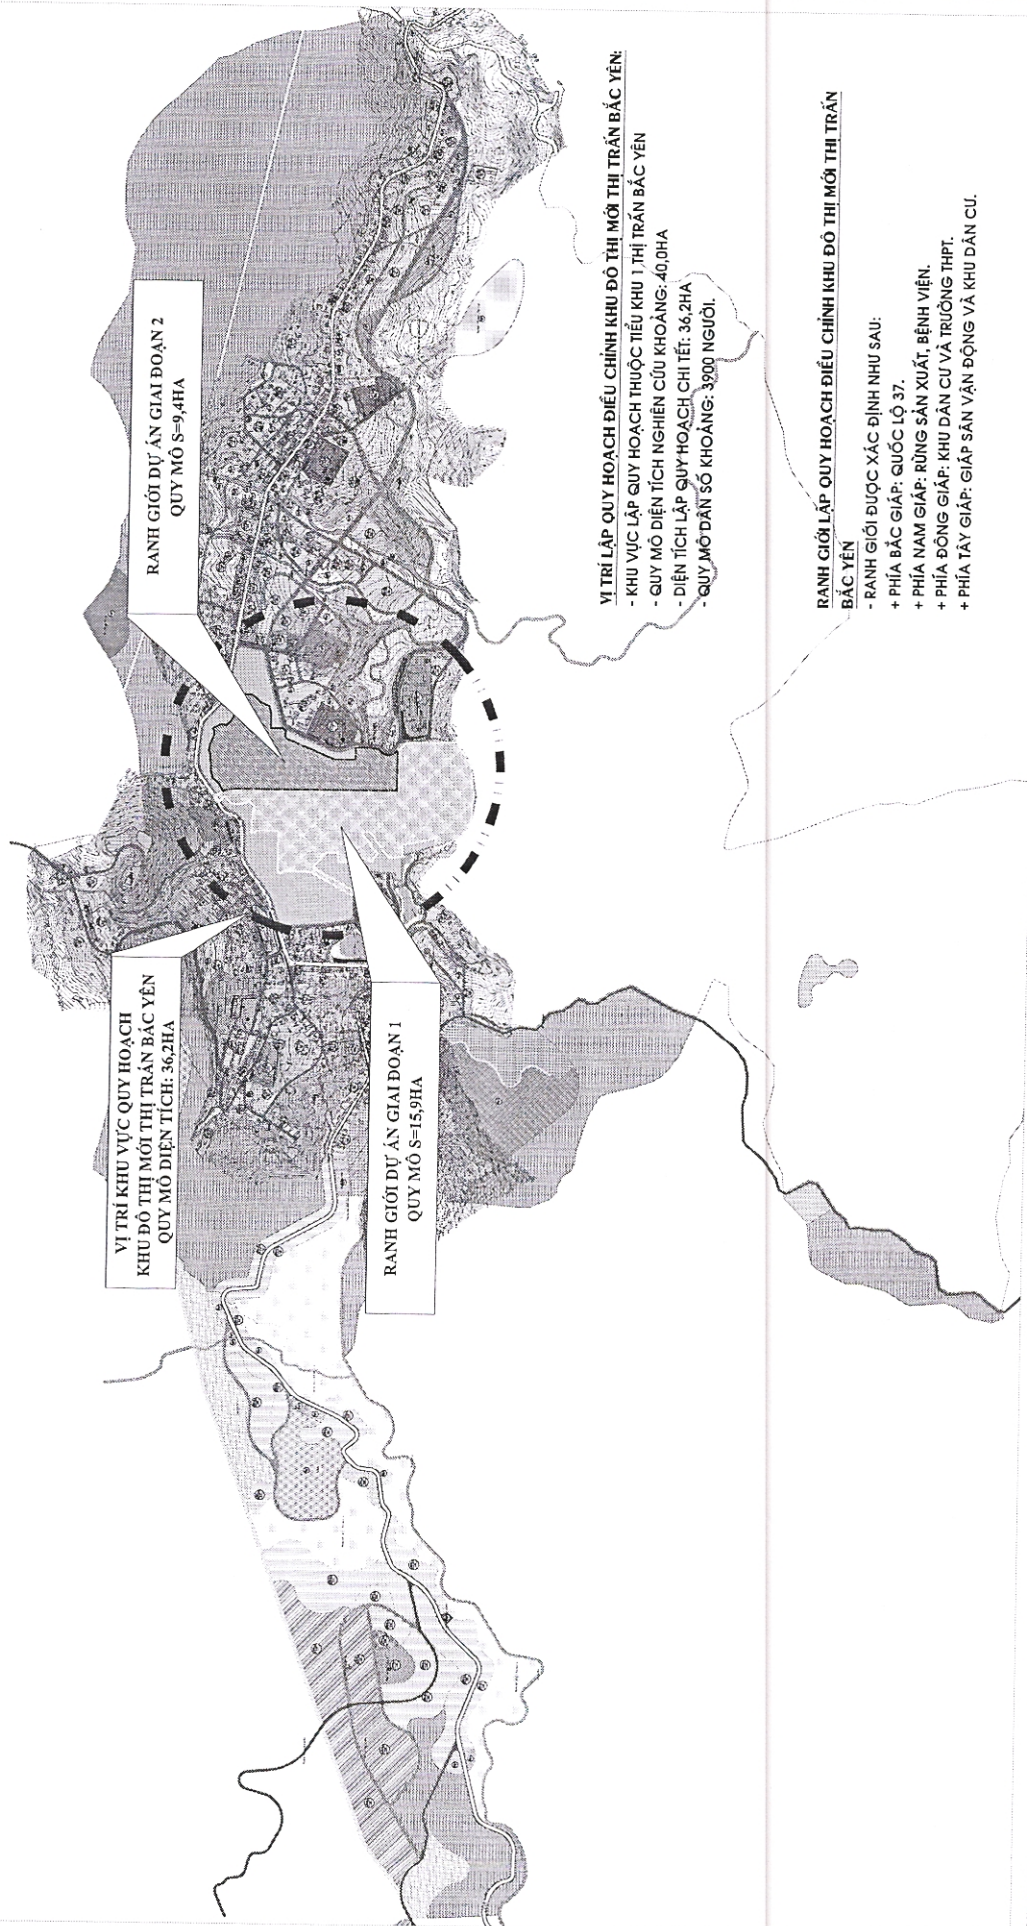 VỊ TRÍ KHU VỰC QUY HOẠCH
KHU ĐÔ THỊ MỚI THỊ TRẤN BẮC YÊN
QUY MÔ DIỆN TÍCH: 36,2HA
RANH GIỚI DỰ ÁN GIAI ĐOẠN 2
QUY MÔ S=9,4HA
RANH GIỚI DỰ ÁN GIAI ĐOẠN 1
QUY MÔ S=15,9HA
VỊ TRÍ LẬP QUY HOẠCH ĐIỀU CHỈNH KHU ĐÔ THỊ MỚI THỊ TRẤN BẮC YÊN:
- KHU VỰC LẬP QUY HOẠCH THUỘC TIỂU KHU 1 THỊ TRẤN BẮC YÊN
- QUY MÔ DIỆN TÍCH NGHIÊN CỨU KHOẢNG: 40,0HA
- DIỆN TÍCH LẬP QUY HOẠCH CHI TẾT: 36,2HA
- QUY MÔ DÂN SỐ KHOẢNG: 3900 NGƯỜI.
RANH GIỚI LẬP QUY HOẠCH ĐIỀU CHỈNH KHU ĐÔ THỊ MỚI THỊ TRẤN
BẮC YÊN
- RANH GIỚI ĐƯỢC XÁC ĐỊNH NHƯ SAU:
+ PHÍA BẮC GIÁP: QUỐC LỘ 37.
+ PHÍA NAM GIÁP: RỪNG SẢN XUẤT, BỆNH VIỆN.
+ PHÍA ĐÔNG GIÁP: KHU DÂN CƯ VÀ TRƯỜNG THPT.
+ PHÍA TÂY GIÁP: GIÁP SÂN VẬN ĐỘNG VÀ KHU DÂN CƯ.